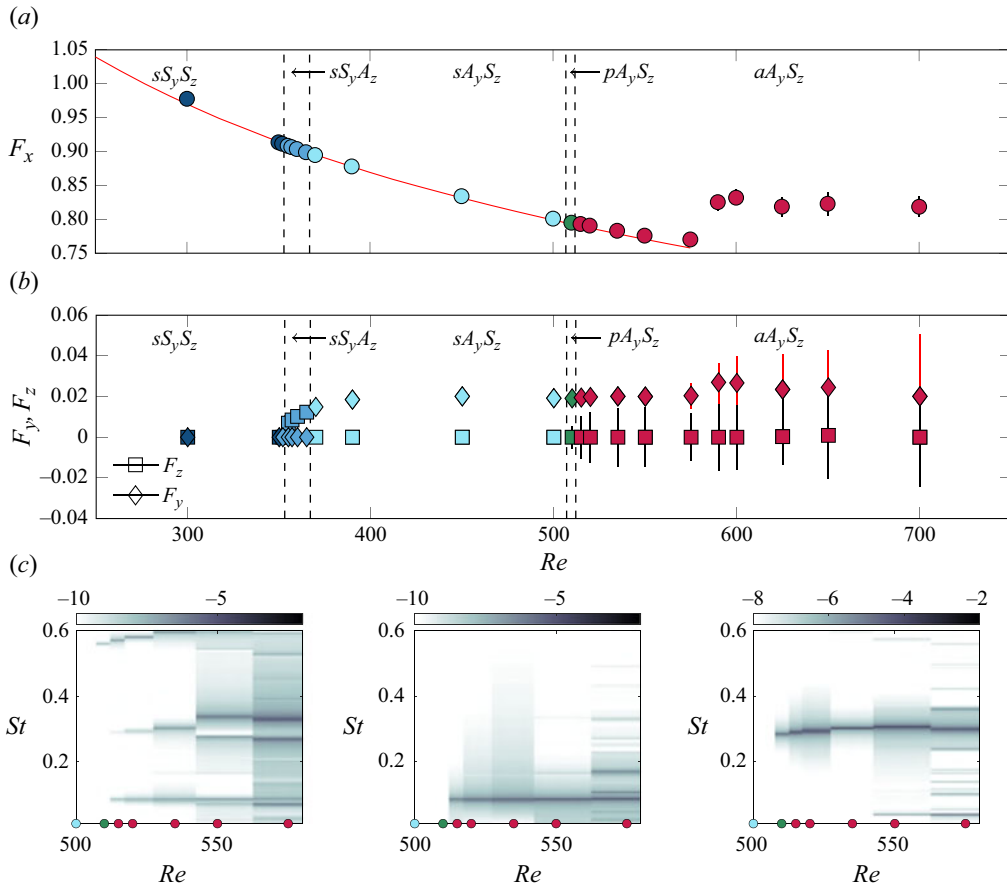 (a)
1.05
1.00
0.95
0.90
0.85
0.80
0.75
F_x
sS_yS_z
sS_yA_z
sA_yS_z
pA_yS_z
aA_yS_z
(b)
0.06
0.04
0.02
0
−0.02
−0.04
F_y, F_z
sS_yS_z
sS_yA_z
sA_yS_z
pA_yS_z
aA_yS_z
F_z
F_y
300 400 500 600 700
Re
(c)
−10 −5
0.6
0.4
0.2
St
500 550
Re
−10 −5
0.6
0.4
0.2
St
500 550
Re
−8 −6 −4 −2
0.6
0.4
0.2
St
500 550
Re